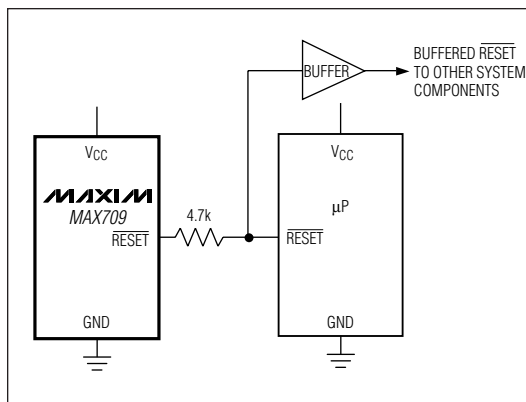 BUFFER
BUFFERED RESET
TO OTHER SYSTEM
COMPONENTS
VCC
MAXIM
MAX709
RESET
GND
4.7k
VCC
µP
RESET
GND